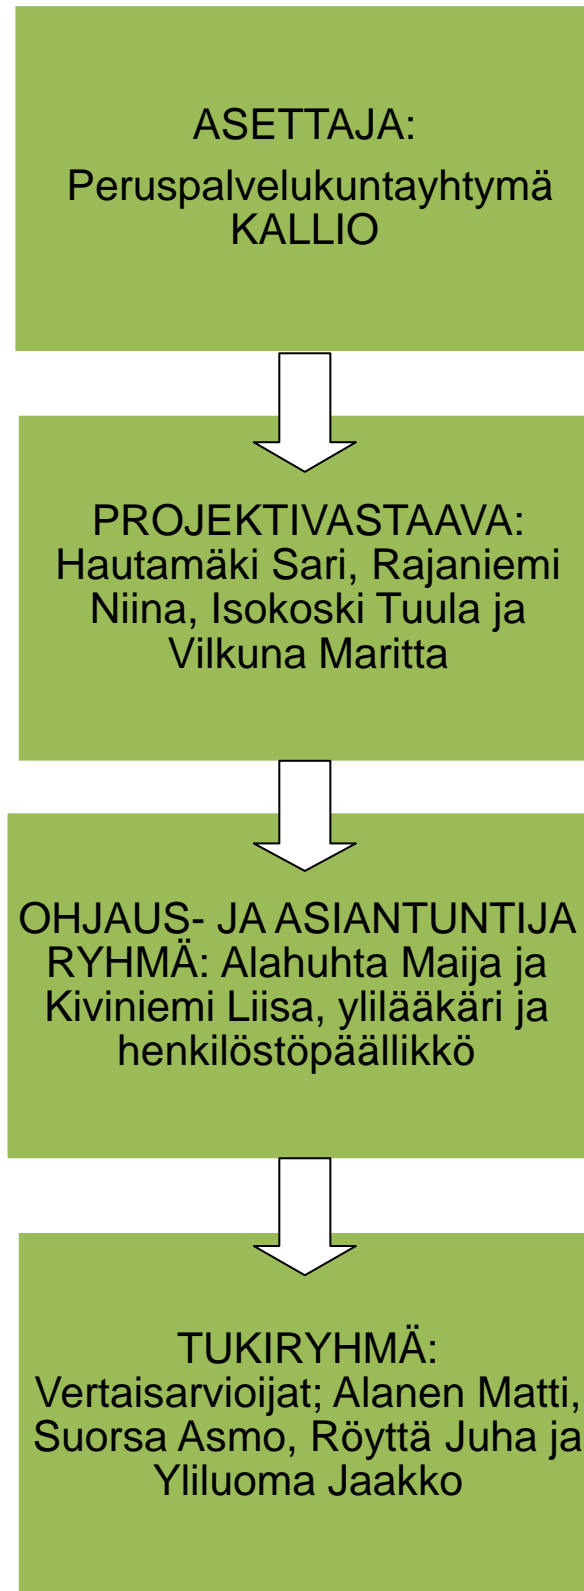 ASETTAJA:
Peruspalvelukuntayhtymä
KALLIO
PROJEKTIVASTAAVA:
Hautamäki Sari, Rajaniemi
Niina, Isokoski Tuula ja
Vilkuna Maritta
OHJAUS- JA ASIANTUNTIJA
RYHMÄ: Alahuhta Maija ja
Kiviniemi Liisa, ylilääkäri ja
henkilöstöpäällikkö
TUKIRYHMÄ:
Vertaisarvioijat; Alanen Matti,
Suorsa Asmo, Röyttä Juha ja
Yliluoma Jaakko